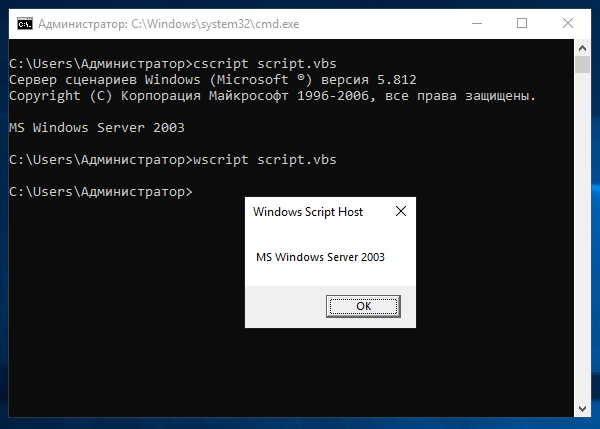 Администратор: C:\Windows\system32\cmd.exe
C:\Users\Администратор>cscript script.vbs
Сервер сценариев Windows (Microsoft ®) версия 5.812
Copyright (C) Корпорация Майкрософт 1996-2006, все права защищены.
MS Windows Server 2003
C:\Users\Администратор>wscript script.vbs
C:\Users\Администратор>
Windows Script Host
MS Windows Server 2003
OK